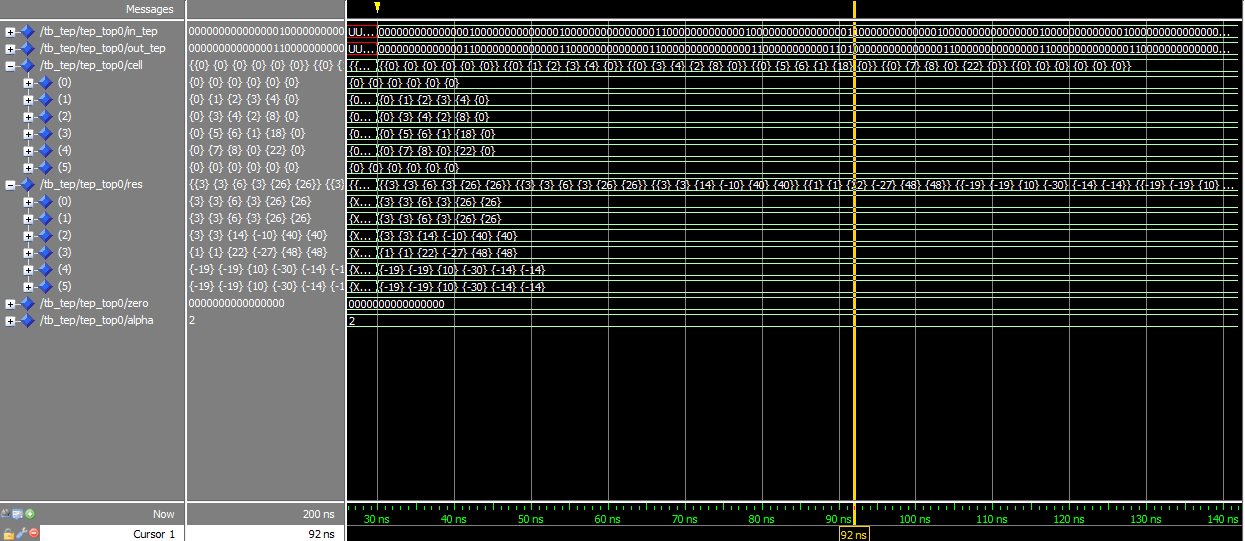 Messages
/tb_tep/tep_top0/in_tep UU...
/tb_tep/tep_top0/out_tep UU...
/tb_tep/tep_top0/cell {{0} {0} {0} {0} {0} {0}} {{0} { {{... {{{0} {0} {0} {0} {0} {0}} {{0} {1} {2} {3} {4} {0}} {{0} {3} {4} {2} {8} {0}} {{0} {5} {6} {1} {18} {0}} {{0} {7} {8} {0} {22} {0}} {{0} {0} {0} {0} {0} {0}}}
(0) {0} {0} {0} {0} {0} {0} {0} {0} {0} {0} {0} {0}
(1) {0} {1} {2} {3} {4} {0} {0... {{0} {1} {2} {3} {4} {0}
(2) {0} {3} {4} {2} {8} {0} {0... {{0} {3} {4} {2} {8} {0}
(3) {0} {5} {6} {1} {18} {0} {0... {{0} {5} {6} {1} {18} {0}
(4) {0} {7} {8} {0} {22} {0} {0... {{0} {7} {8} {0} {22} {0}
(5) {0} {0} {0} {0} {0} {0} {0} {0} {0} {0} {0} {0}
/tb_tep/tep_top0/res {{3} {3} {6} {3} {26} {26}} {{3} {{... {{{3} {3} {6} {3} {26} {26}} {{3} {3} {6} {3} {26} {26}} {{3} {3} {14} {-10} {40} {40}} {{1} {1} {22} {-27} {48} {48}} {{-19} {-19} {10} {-30} {-14} {-14}} {{-19} {-19} {10} ...
(0) {3} {3} {6} {3} {26} {26} {X... {{3} {3} {6} {3} {26} {26}
(1) {3} {3} {6} {3} {26} {26} {X... {{3} {3} {6} {3} {26} {26}
(2) {3} {3} {14} {-10} {40} {40} {X... {{3} {3} {14} {-10} {40} {40}
(3) {1} {1} {22} {-27} {48} {48} {X... {{1} {1} {22} {-27} {48} {48}
(4) {-19} {-19} {10} {-30} {-14} {-1 {X... {{-19} {-19} {10} {-30} {-14} {-14}
(5) {-19} {-19} {10} {-30} {-14} {-1 {X... {{-19} {-19} {10} {-30} {-14} {-14}
/tb_tep/tep_top0/zero 0000000000000000 0000000000000000
/tb_tep/tep_top0/alpha 2 2
Now 200 ns 30 ns 40 ns 50 ns 60 ns 70 ns 80 ns 90 ns 100 ns 110 ns 120 ns 130 ns 140 ns
Cursor 1 92 ns 92 ns